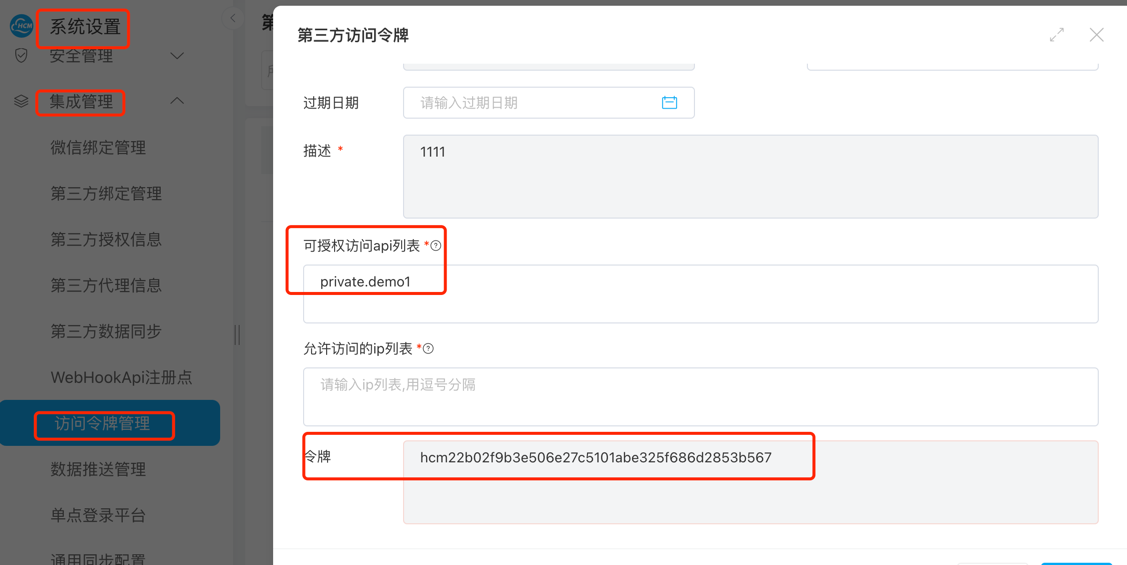 HCM
系统设置
安全管理
集成管理
微信绑定管理
第三方绑定管理
第三方授权信息
第三方代理信息
第三方数据同步
WebHookApi注册点
访问令牌管理
数据推送管理
单点登录平台
通用同步配置
第
第三方访问令牌
过期日期
请输入过期日期
描述 *
1111
可授权访问api列表 *
private.demo1
允许访问的ip列表 *
请输入ip列表,用逗号分隔
令牌
hcm22b02f9b3e506e27c5101abe325f686d2853b567